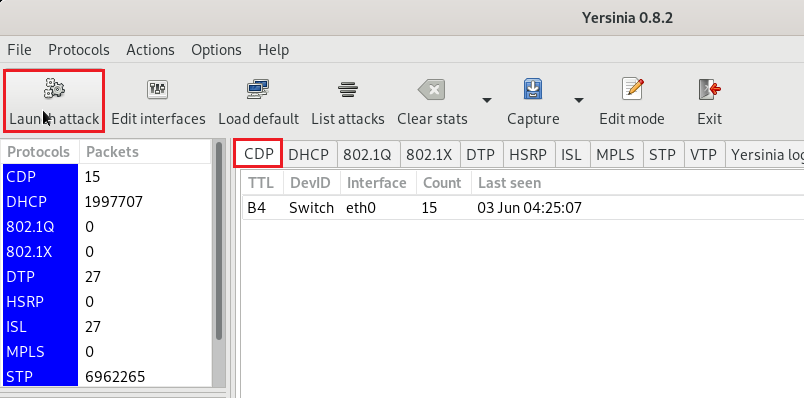 Yersinia 0.8.2
File Protocols Actions Options Help
Launch attack Edit interfaces Load default List attacks Clear stats Capture Edit mode Exit
Protocols Packets
CDP 15
DHCP 1997707
802.1Q 0
802.1X 0
DTP 27
HSRP 0
ISL 27
MPLS 0
STP 6962265
CDP DHCP 802.1Q 802.1X DTP HSRP ISL MPLS STP VTP Yersinia log
TTL DevID Interface Count Last seen
B4 Switch eth0 15 03 Jun 04:25:07